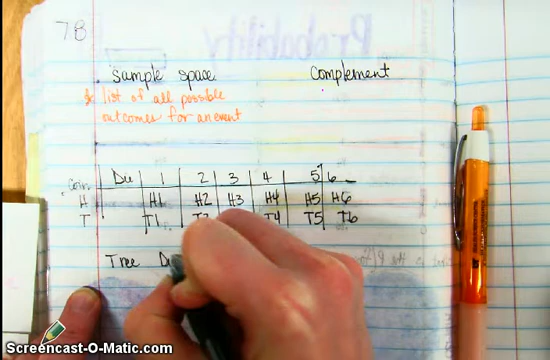 7B
Probability
Sample space
Complement
* list of all possible
outcomes for an event
Coin Die 1 2 3 4 5 6
H H1 H2 H3 H4 H5 H6
T T1 T4 T5 T6
Tree
Screencast-O-Matic.com